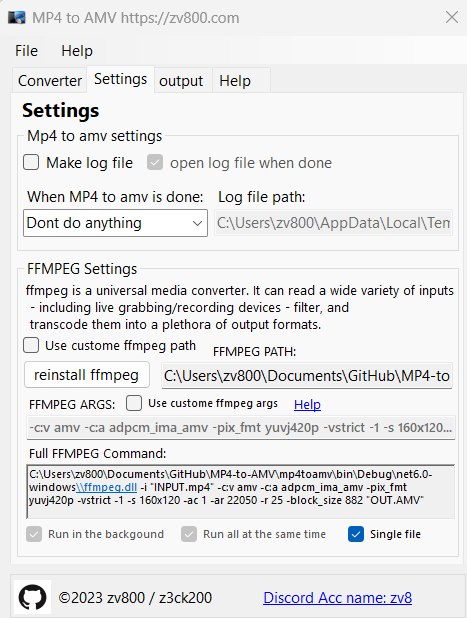 MP4 to AMV https://zv800.com
File Help
Converter Settings output Help
Settings
Mp4 to amv settings
Make log file open log file when done
When MP4 to amv is done: Log file path:
Dont do anything C:\Users\zv800\AppData\Local\Tem
FFMPEG Settings
ffmpeg is a universal media converter. It can read a wide variety of inputs
- including live grabbing/recording devices - filter, and
transcode them into a plethora of output formats.
Use custome ffmpeg path FFMPEG PATH:
reinstall ffmpeg C:\Users\zv800\Documents\GitHub\MP4-to
FFMPEG ARGS: Use custome ffmpeg args Help
-c:v amv -c:a adpcm_ima_amv -pix_fmt yuvj420p -vstrict -1 -s 160x120...
Full FFMPEG Command:
C:\Users\zv800\Documents\GitHub\MP4-to-AMV\mp4toamv\bin\Debug\net6.0-
windows\\ffmpeg.dll -i "INPUT.mp4" -c:v amv -c:a adpcm_ima_amv -pix_fmt
yuvj420p -vstrict -1 -s 160x120 -ac 1 -ar 22050 -r 25 -block_size 882 "OUT.AMV"
Run in the backgound Run all at the same time Single file
©2023 zv800 / z3ck200 Discord Acc name: zv8